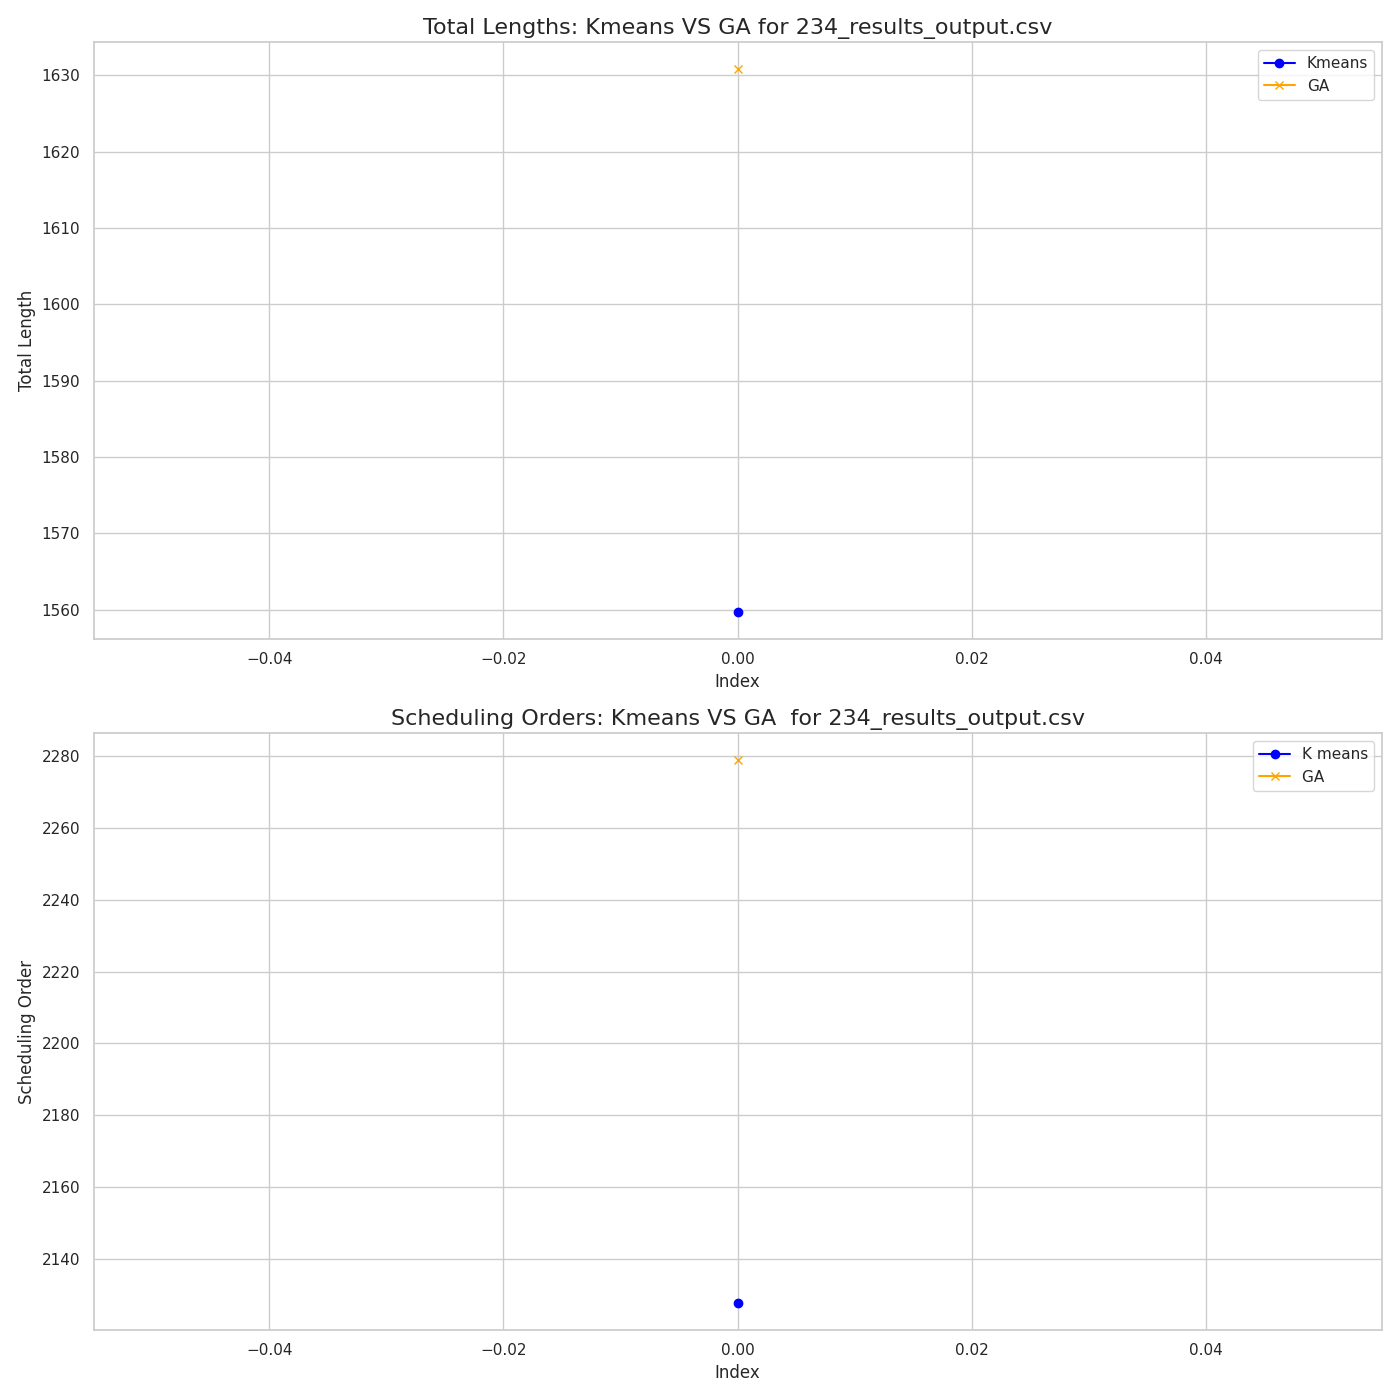 Total Lengths: Kmeans VS GA for 234_results_output.csv
Kmeans
GA
1630
1620
1610
1600
1590
1580
1570
1560
Total Length
−0.04
−0.02
0.00
0.02
0.04
Index
Scheduling Orders: Kmeans VS GA  for 234_results_output.csv
K means
GA
2280
2260
2240
2220
2200
2180
2160
2140
Scheduling Order
−0.04
−0.02
0.00
0.02
0.04
Index